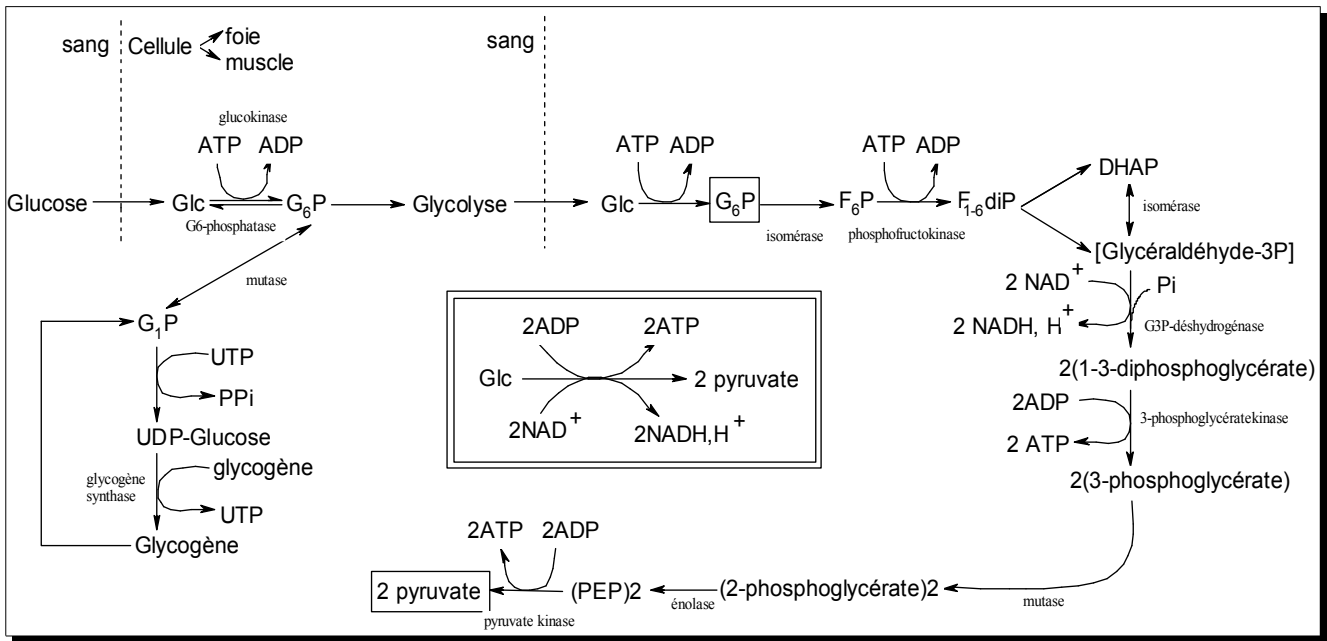 sang
Cellule
foie
muscle
sang
glucokinase
ATP ADP
Glucose
Glc
G6P
G6-phosphatase
Glycolyse
mutase
G1P
UTP
PPi
UDP-Glucose
glycogène
synthase
glycogène
UTP
Glycogène
ATP ADP
Glc
G6P
isomérase
ATP ADP
F6P
phosphofructokinase
F1-6diP
DHAP
isomérase
[Glycéraldéhyde-3P]
2 NAD+
Pi
2 NADH, H+
G3P-déshydrogénase
2(1-3-diphosphoglycérate)
2ADP
3-phosphoglycératekinase
2 ATP
2(3-phosphoglycérate)
mutase
(2-phosphoglycérate)2
énolase
(PEP)2
2ATP 2ADP
pyruvate kinase
2 pyruvate
2ADP 2ATP
Glc
2 pyruvate
2NAD+ 2NADH,H+